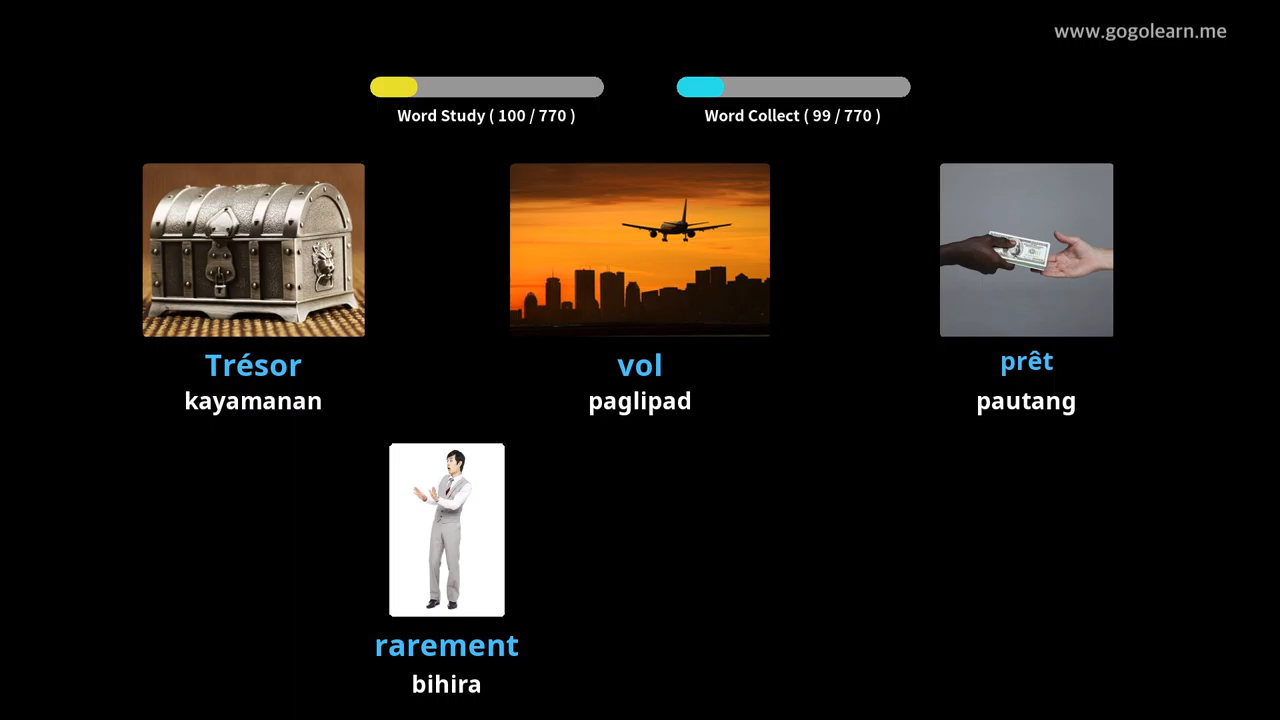 www.gogolearn.me
Word Study ( 100 / 770 )
Word Collect ( 99 / 770 )
Trésor
kayamanan
vol
paglipad
prêt
pautang
rarement
bihira